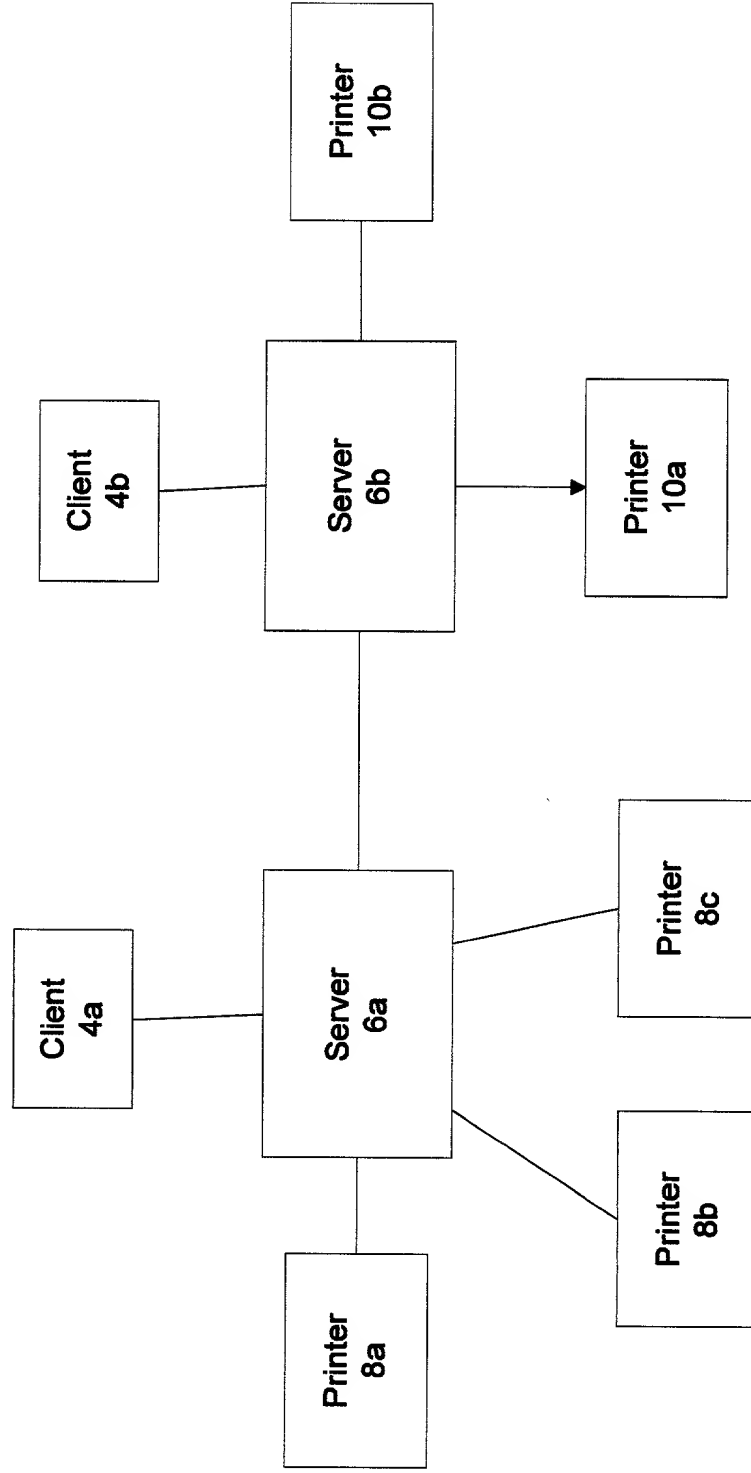 Client
4a
Client
4b
Printer
8a
Server
6a
Server
6b
Printer
10b
Printer
8b
Printer
8c
Printer
10a